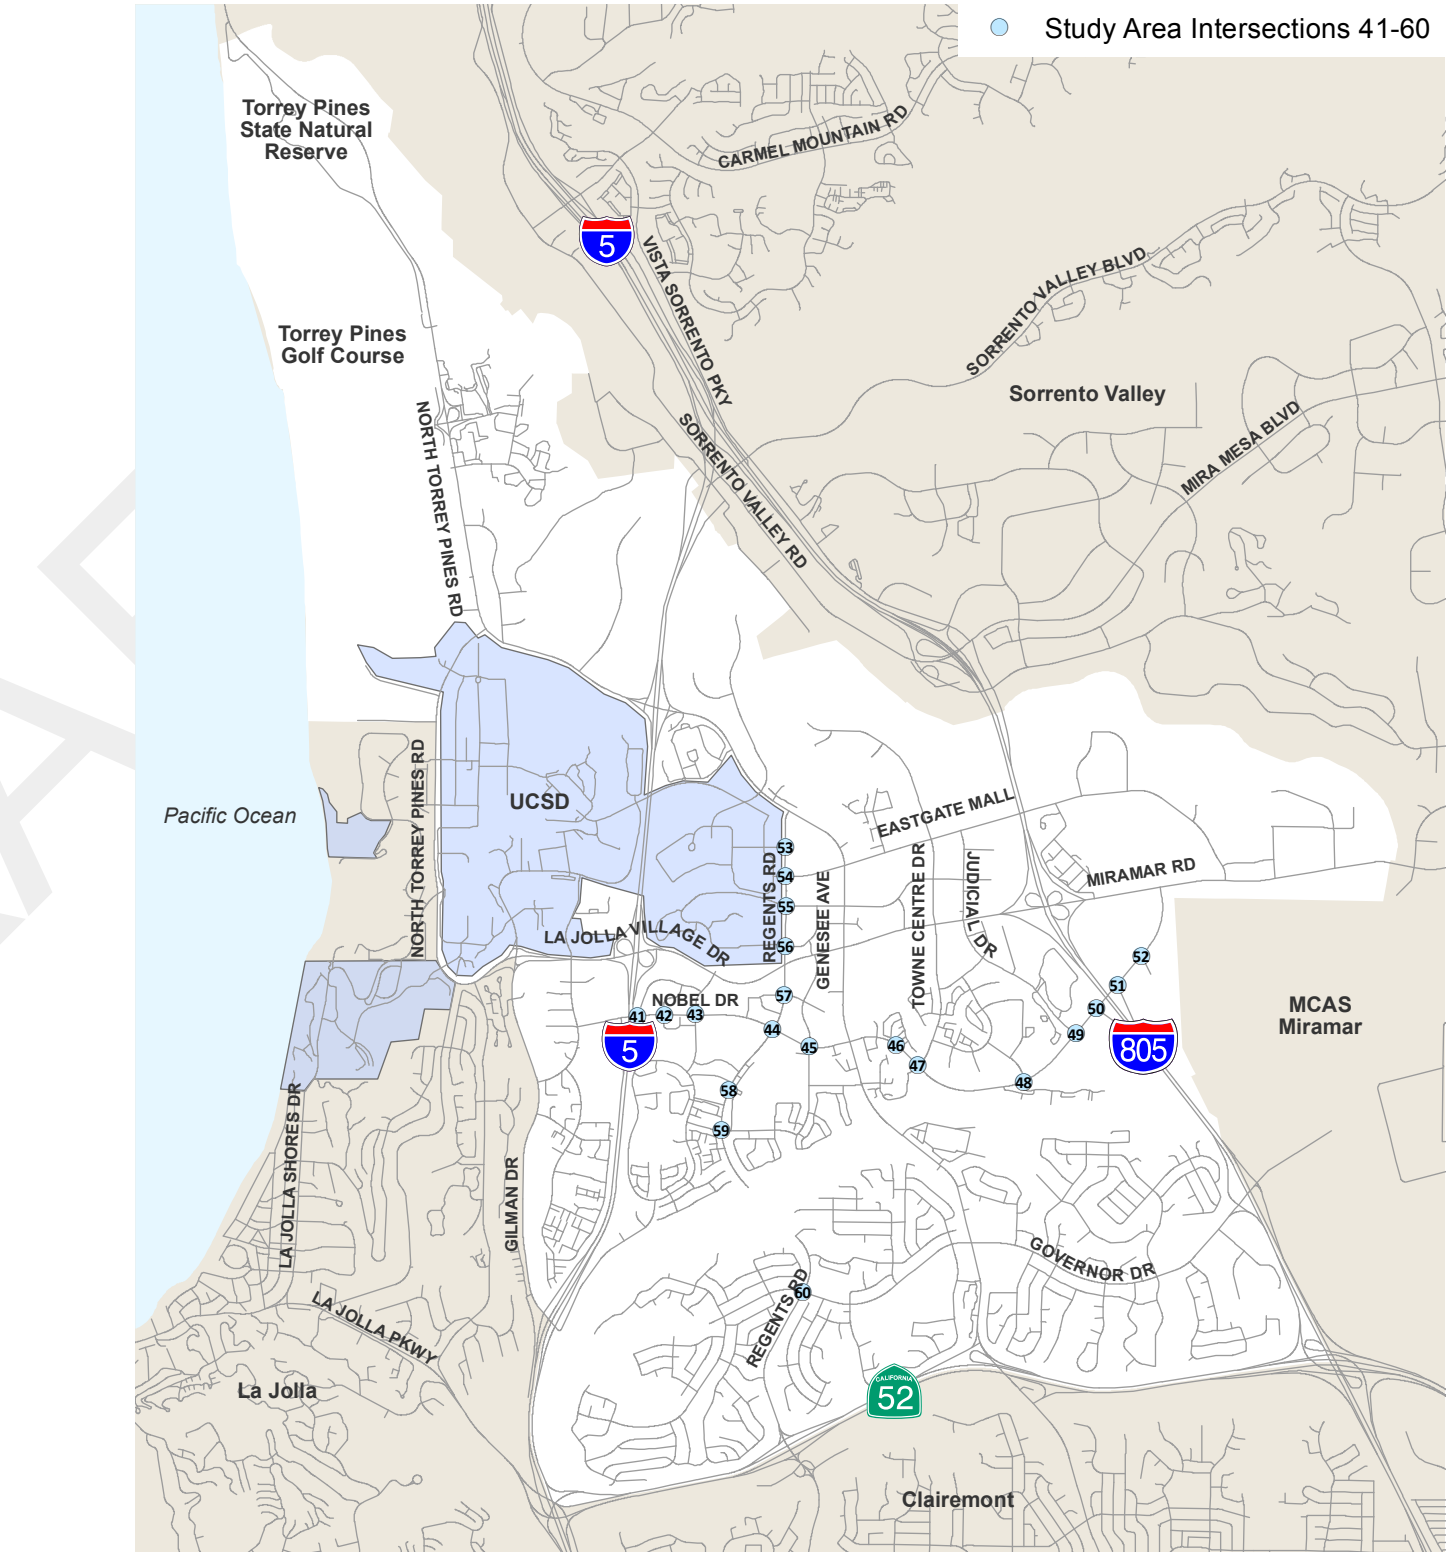 Study Area Intersections 41-60
Torrey Pines
State Natural
Reserve
CARMEL MOUNTAIN RD
5
VISTA SORRENTO PKY
SORRENTO VALLEY BLVD
Torrey Pines
Golf Course
Sorrento Valley
NORTH TORREY PINES RD
SORRENTO VALLEY RD
MIRA MESA BLVD
NORTH TORREY PINES RD
UCSD
Pacific Ocean
EASTGATE MALL
53
54
55
56
REGENTS RD
GENESEE AVE
TOWNE CENTRE DR
JUDICIAL DR
MIRAMAR RD
LA JOLLA VILLAGE DR
52
51
50
49
57
NOBEL DR
41
42
43
44
45
46
47
48
5
805
MCAS
Miramar
58
59
LA JOLLA SHORES DR
GILMAN DR
GOVERNOR DR
REGENTS RD
60
LA JOLLA PKWY
La Jolla
CALIFORNIA
52
Clairemont